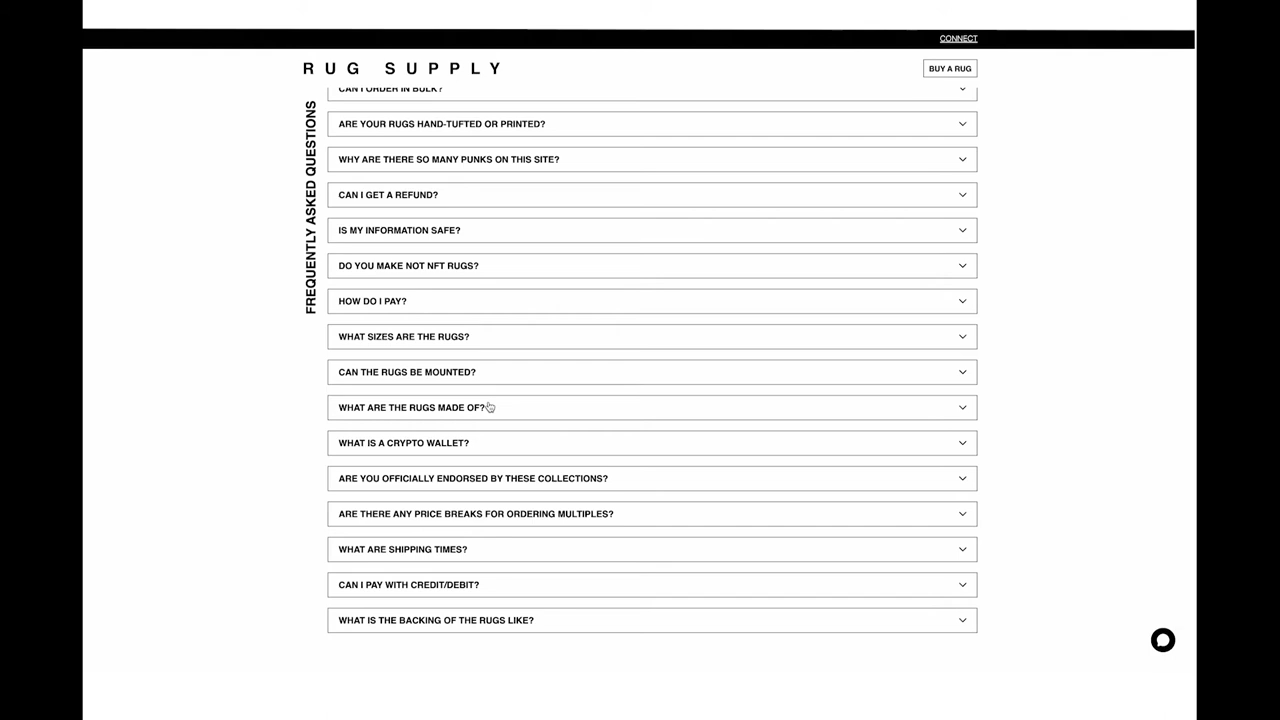 CONNECT
RUG SUPPLY
BUY A RUG
FREQUENTLY ASKED QUESTIONS
CAN I ORDER IN BULK?
ARE YOUR RUGS HAND-TUFTED OR PRINTED?
WHY ARE THERE SO MANY PUNKS ON THIS SITE?
CAN I GET A REFUND?
IS MY INFORMATION SAFE?
DO YOU MAKE NOT NFT RUGS?
HOW DO I PAY?
WHAT SIZES ARE THE RUGS?
CAN THE RUGS BE MOUNTED?
WHAT ARE THE RUGS MADE OF?
WHAT IS A CRYPTO WALLET?
ARE YOU OFFICIALLY ENDORSED BY THESE COLLECTIONS?
ARE THERE ANY PRICE BREAKS FOR ORDERING MULTIPLES?
WHAT ARE SHIPPING TIMES?
CAN I PAY WITH CREDIT/DEBIT?
WHAT IS THE BACKING OF THE RUGS LIKE?